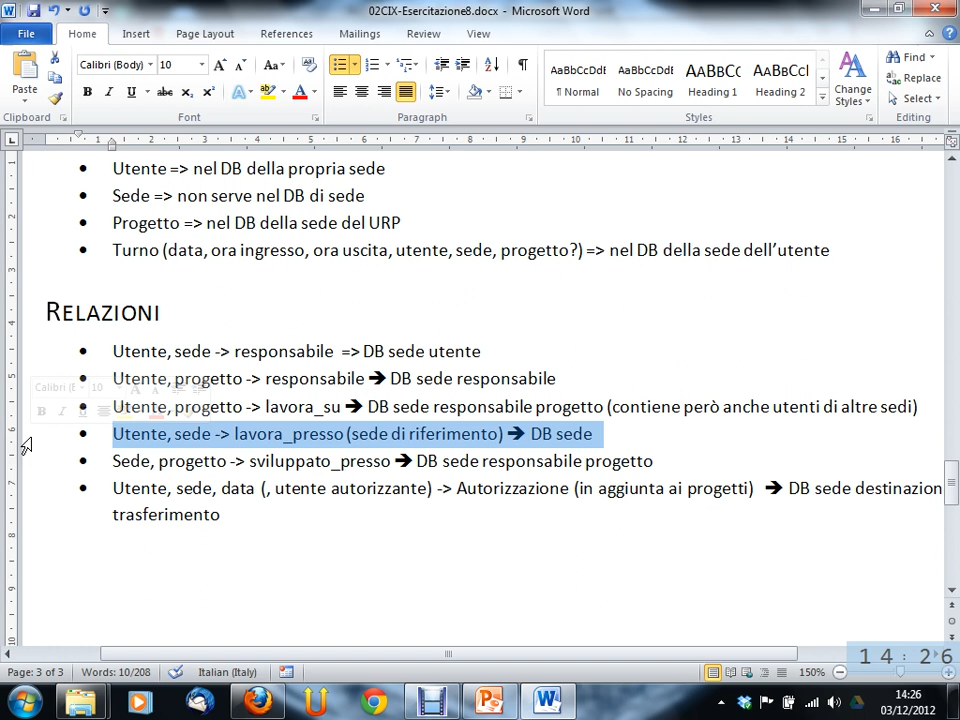 02CIX-Esercitazione8.docx - Microsoft Word
File Home Insert Page Layout References Mailings Review View
Calibri (Body) 10
Paste
Clipboard Font Paragraph Styles Editing
AaBbCcDdE AaBbCcDdE AaBbCc AaBbCcI
¶ Normal No Spacing Heading 1 Heading 2
Change Styles
Find
Replace
Select
• Utente => nel DB della propria sede
• Sede => non serve nel DB di sede
• Progetto => nel DB della sede del URP
• Turno (data, ora ingresso, ora uscita, utente, sede, progetto?) => nel DB della sede dell’utente
RELAZIONI
• Utente, sede -> responsabile => DB sede utente
• Utente, progetto -> responsabile ➔ DB sede responsabile
• Utente, progetto -> lavora_su ➔ DB sede responsabile progetto (contiene però anche utenti di altre sedi)
• Utente, sede -> lavora_presso (sede di riferimento) ➔ DB sede
• Sede, progetto -> sviluppato_presso ➔ DB sede responsabile progetto
• Utente, sede, data (, utente autorizzante) -> Autorizzazione (in aggiunta ai progetti) ➔ DB sede destinazion
trasferimento
Page: 3 of 3 Words: 10/208 Italian (Italy) 150%
14:26
14:26
03/12/2012